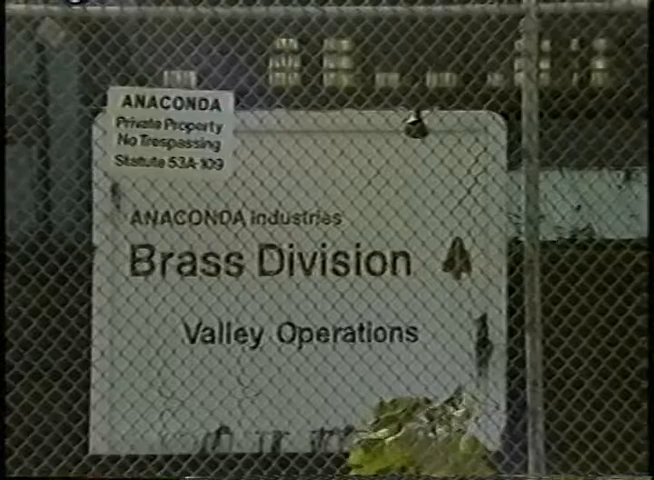 ANACONDA
Private Property
No Trespassing
Statute 53A-109
ANACONDA Industries
Brass Division
Valley Operations